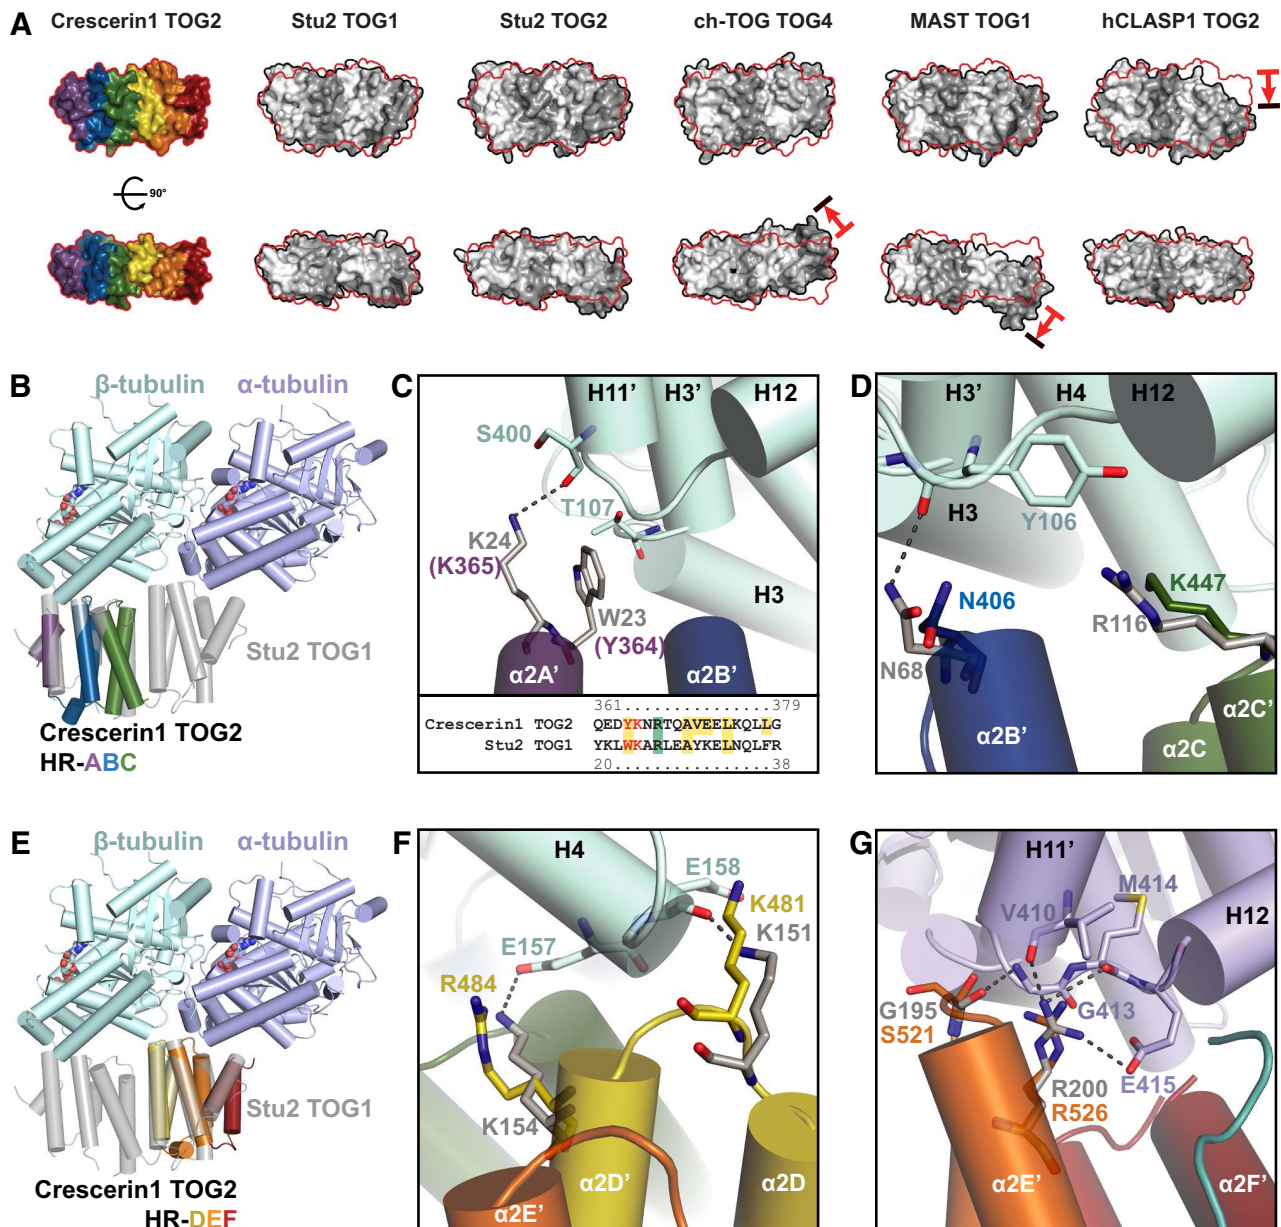 A
Crescerin1 TOG2
Stu2 TOG1
Stu2 TOG2
ch-TOG TOG4
MAST TOG1
hCLASP1 TOG2
90°
B
β-tubulin
α-tubulin
Stu2 TOG1
Crescerin1 TOG2
HR-ABC
C
H11'
H3'
H12
S400
T107
K24
(K365)
H3
W23
(Y364)
α2A'
α2B'
361...............379
Crescerin1 TOG2 QEDYKNRTQAVEELKQLLG
Stu2 TOG1 YKLWKARLEAYKELNQLFR
20...............38
D
H3'
H4
H12
H3
Y106
N406
K447
R116
N68
α2C'
α2B'
α2C
E
β-tubulin
α-tubulin
Stu2 TOG1
Crescerin1 TOG2
HR-DEF
F
H4
E158
K481
K151
E157
R484
K154
α2D'
α2D
α2E'
G
H11'
M414
V410
H12
G195
S521
G413
E415
R200
R526
α2E'
α2F'